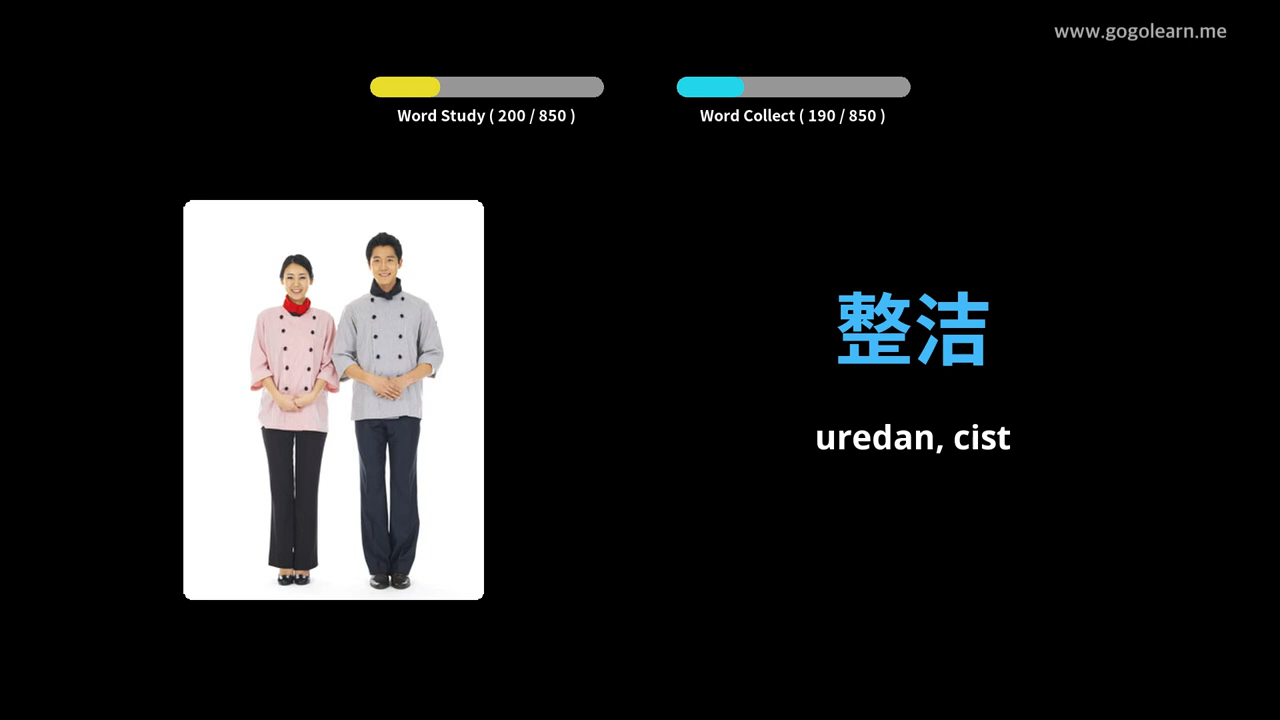 www.gogolearn.me
Word Study ( 200 / 850 )
Word Collect ( 190 / 850 )
整洁
uredan, cist